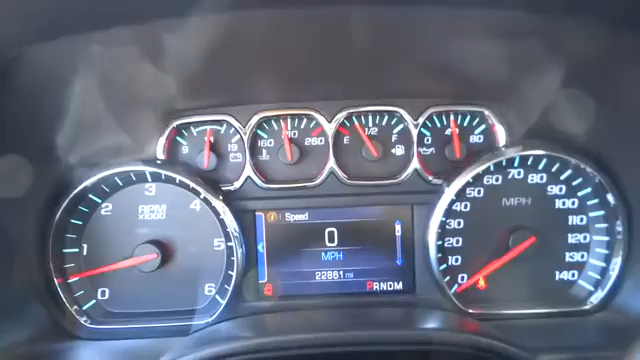 9 19
160 210 260
E 1/2 F
0 40 80
RPM
x1000
0 1 2 3 4 5 6
Speed
0
MPH
22861 mi
PRNDM
MPH
0 10 20 30 40 50 60 70 80 90 100 110 120 130 140